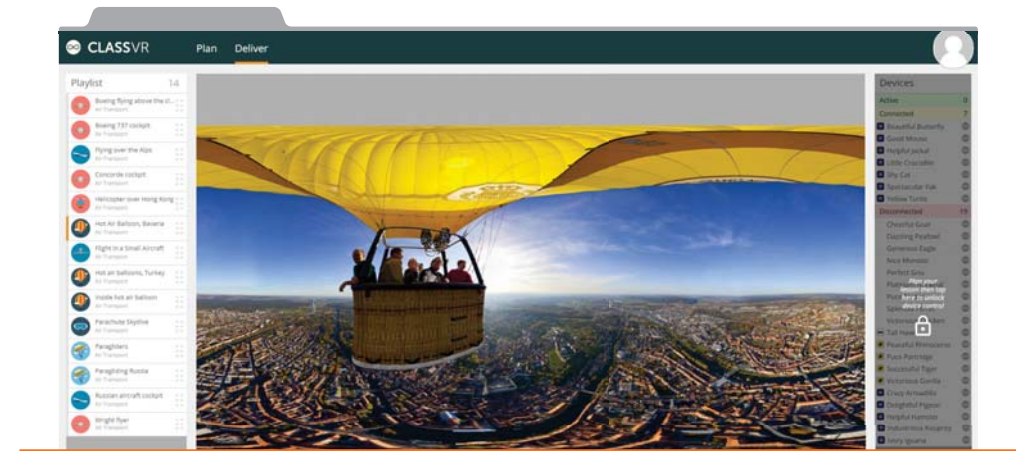 CLASSVR
Plan
Deliver
Playlist
14
Boeing flying above the cl...
Air Transport
Boeing 737 cockpit
Air Transport
Flying over the Alps
Air Transport
Concorde cockpit
Air Transport
Helicopter over Hong Kong
Air Transport
Hot Air Balloon, Bavaria
Air Transport
Flight in a Small Aircraft
Air Transport
Hot air balloons, Turkey
Air Transport
Inside hot air balloon
Air Transport
Parachute Skydive
Air Transport
Paragliders
Air Transport
Paragliding Russia
Air Transport
Russian aircraft cockpit
Air Transport
Wright flyer
Air Transport
Devices
Active 0
Connected 7
Beautiful Butterfly
Good Mouse
Helpful Jackal
Little Crocodile
Shy Cat
Spectacular Yak
Yellow Turtle
Disconnected 19
Cheerful Goat
Dazzling Peafowl
Generous Eagle
Nice Monster
Perfect Gnu
Plan your
lesson then tap
here to unlock
device control
Tall
Peaceful Rhinoceros
Puce Partridge
Successful Tiger
Victorious Gorilla
Crazy Armadillo
Delightful Pigeon
Helpful Hamster
Industrious Kouprey
Ivory Iguana